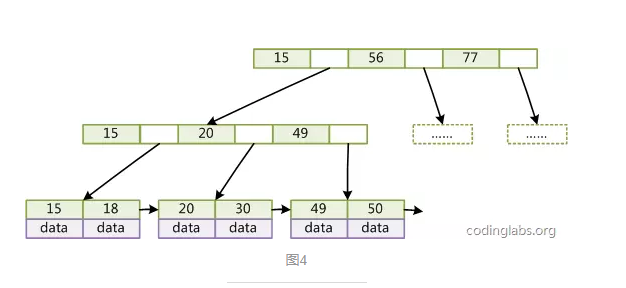 15 56 77
15 20 49 …… ……
15 18 20 30 49 50
data data data data data data
codinglabs.org
图4